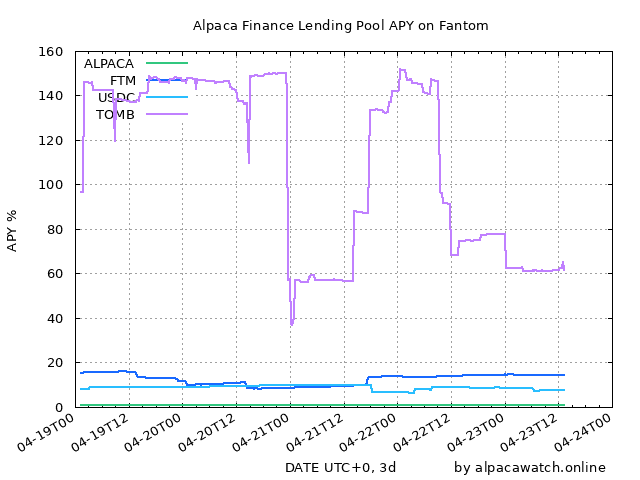 Alpaca Finance Lending Pool APY on Fantom
160
140
120
100
80
60
40
20
0
APY %
ALPACA
FTM
USDC
TOMB
04-19T00
04-19T12
04-20T00
04-20T12
04-21T00
04-21T12
04-22T00
04-22T12
04-23T00
04-23T12
04-24T00
DATE UTC+0, 3d
by alpacawatch.online